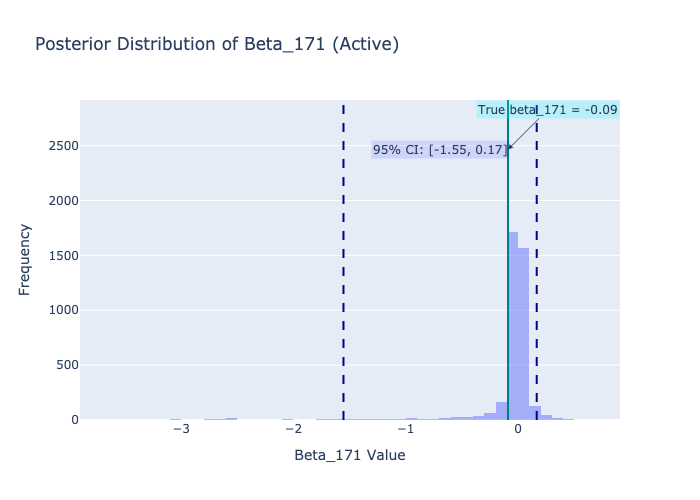 Posterior Distribution of Beta_171 (Active)
True beta_171 = -0.09
95% CI: [-1.55, 0.17]
2500
2000
1500
1000
500
0
Frequency
−3
−2
−1
0
Beta_171 Value